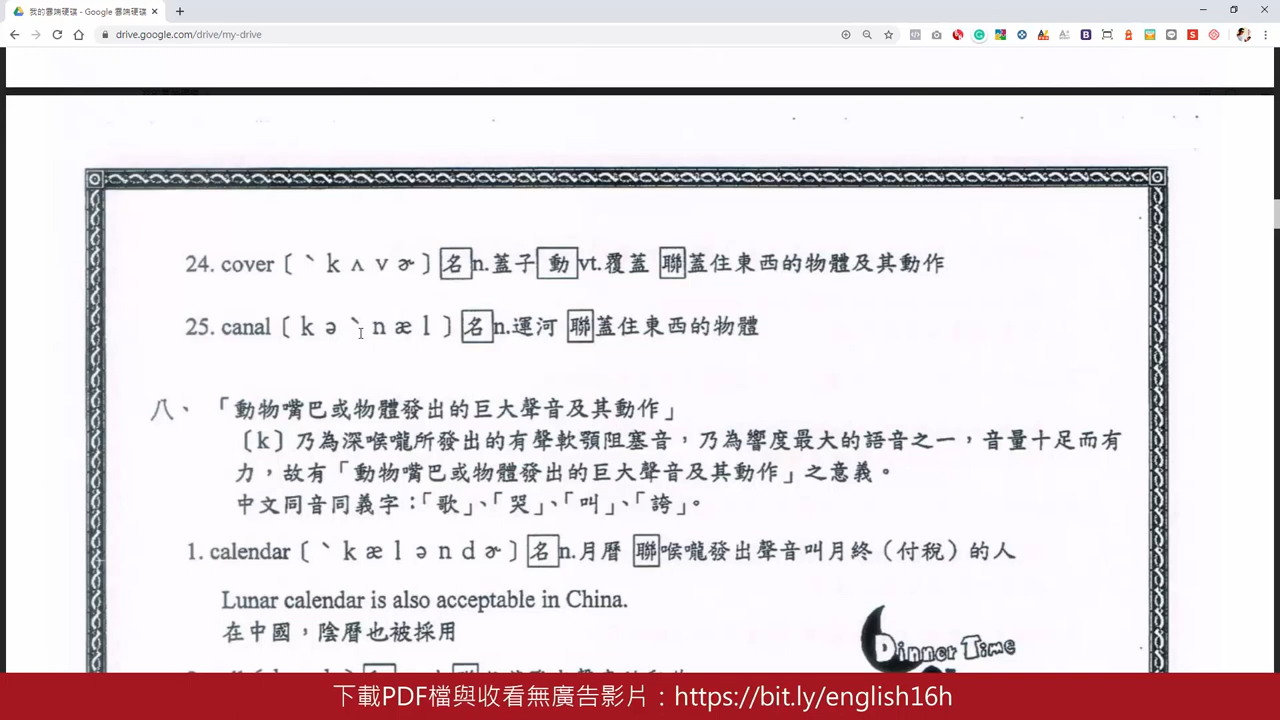 我的雲端硬碟 - Google 雲端硬碟
drive.google.com/drive/my-drive
24. cover〔ˋkʌvɚ〕名n.蓋子動vt.覆蓋 聯蓋住東西的物體及其動作
25. canal〔kəˋnæl〕名n.運河 聯蓋住東西的物體
八、「動物嘴巴或物體發出的巨大聲音及其動作」
〔k〕乃為深喉嚨所發出的有聲軟顎阻塞音，乃為響度最大的語音之一，音量十足而有
力，故有「動物嘴巴或物體發出的巨大聲音及其動作」之意義。
中文同音同義字：「歌」、「哭」、「叫」、「誇」。
1. calendar〔ˋkæləndɚ〕名n.月曆 聯喉嚨發出聲音叫月終（付稅）的人
Lunar calendar is also acceptable in China.
在中國，陰曆也被採用
Dinner Time
下載PDF檔與收看無廣告影片：https://bit.ly/english16h